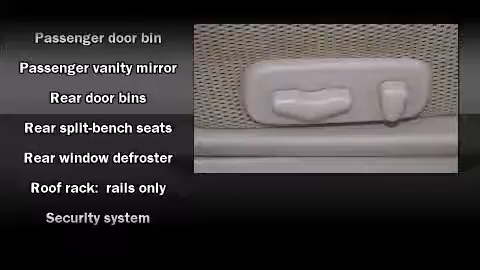 Passenger door bin
Passenger vanity mirror
Rear door bins
Rear split-bench seats
Rear window defroster
Roof rack:  rails only
Security system